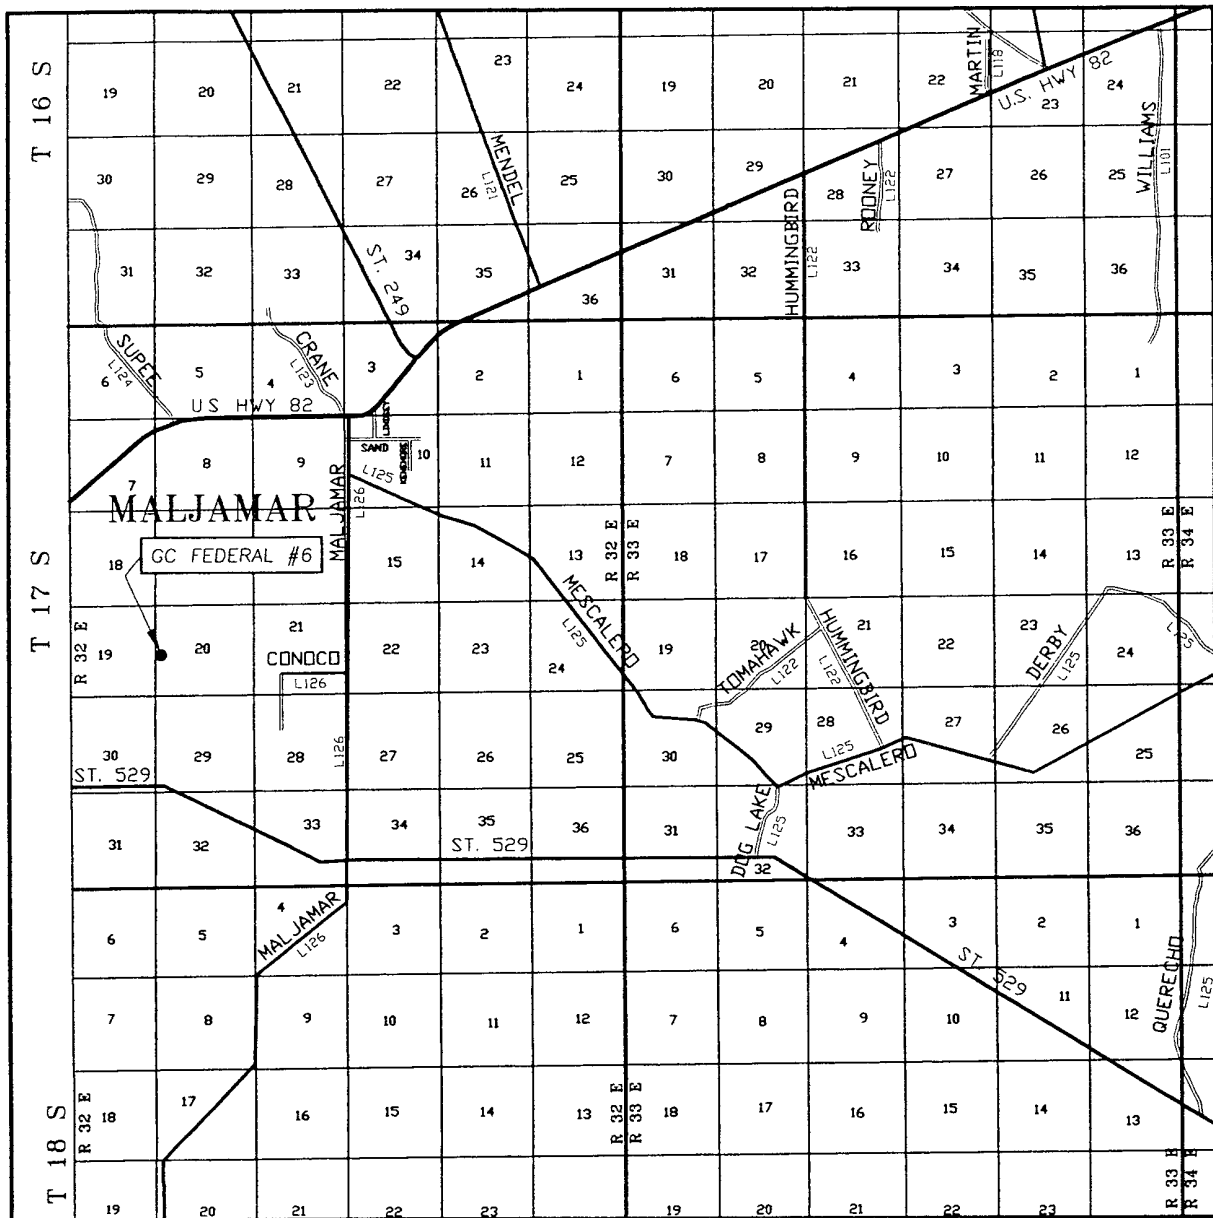 T 16 S
19 20 21 22 23 24 19 20 21 22 23 24
MARTIN
L118
U.S. HWY 82
WILLIAMS
L101
30 29 28 27 26 25 30 29 28 27 26 25
MENDEL
L121
HUMMINGBIRD
L122
ROONEY
L122
31 32 33 34 35 36 31 32 33 34 35 36
ST. 249
SUPEE
L124
CRANE
L123
6 5 4 3 2 1 6 5 4 3 2 1
US HWY 82
LINDSEY
SAND
7 8 9 10 11 12 7 8 9 10 11 12
L125
MALJAMAR
MALJAMAR
L126
T 17 S
GC FEDERAL #6
18 15 14 13 18 17 16 15 14 13
R 32 E
R 33 E
R 33 E
R 34 E
MESCALERO
L125
R 32 E
19 20 21 22 23 24 19 20 21 22 23 24
CONOCO
L126
TOMAHAWK
L122
HUMMINGBIRD
L122
DERBY
L125
L125
30 29 28 27 26 25 30 29 28 27 26 25
L126
L125
MESCALERO
ST. 529
31 32 33 34 35 36 31 32 33 34 35 36
ST. 529
DOG LAKE
L125
6 5 4 3 2 1 6 5 4 3 2 1
MALJAMAR
L126
ST 529
QUERECHO
L125
7 8 9 10 11 12 7 8 9 10 11 12
T 18 S
R 32 E
18 17 16 15 14 13 18 17 16 15 14 13
R 32 E
R 33 E
R 33 E
R 34 E
19 20 21 22 23 19 20 21 22 23